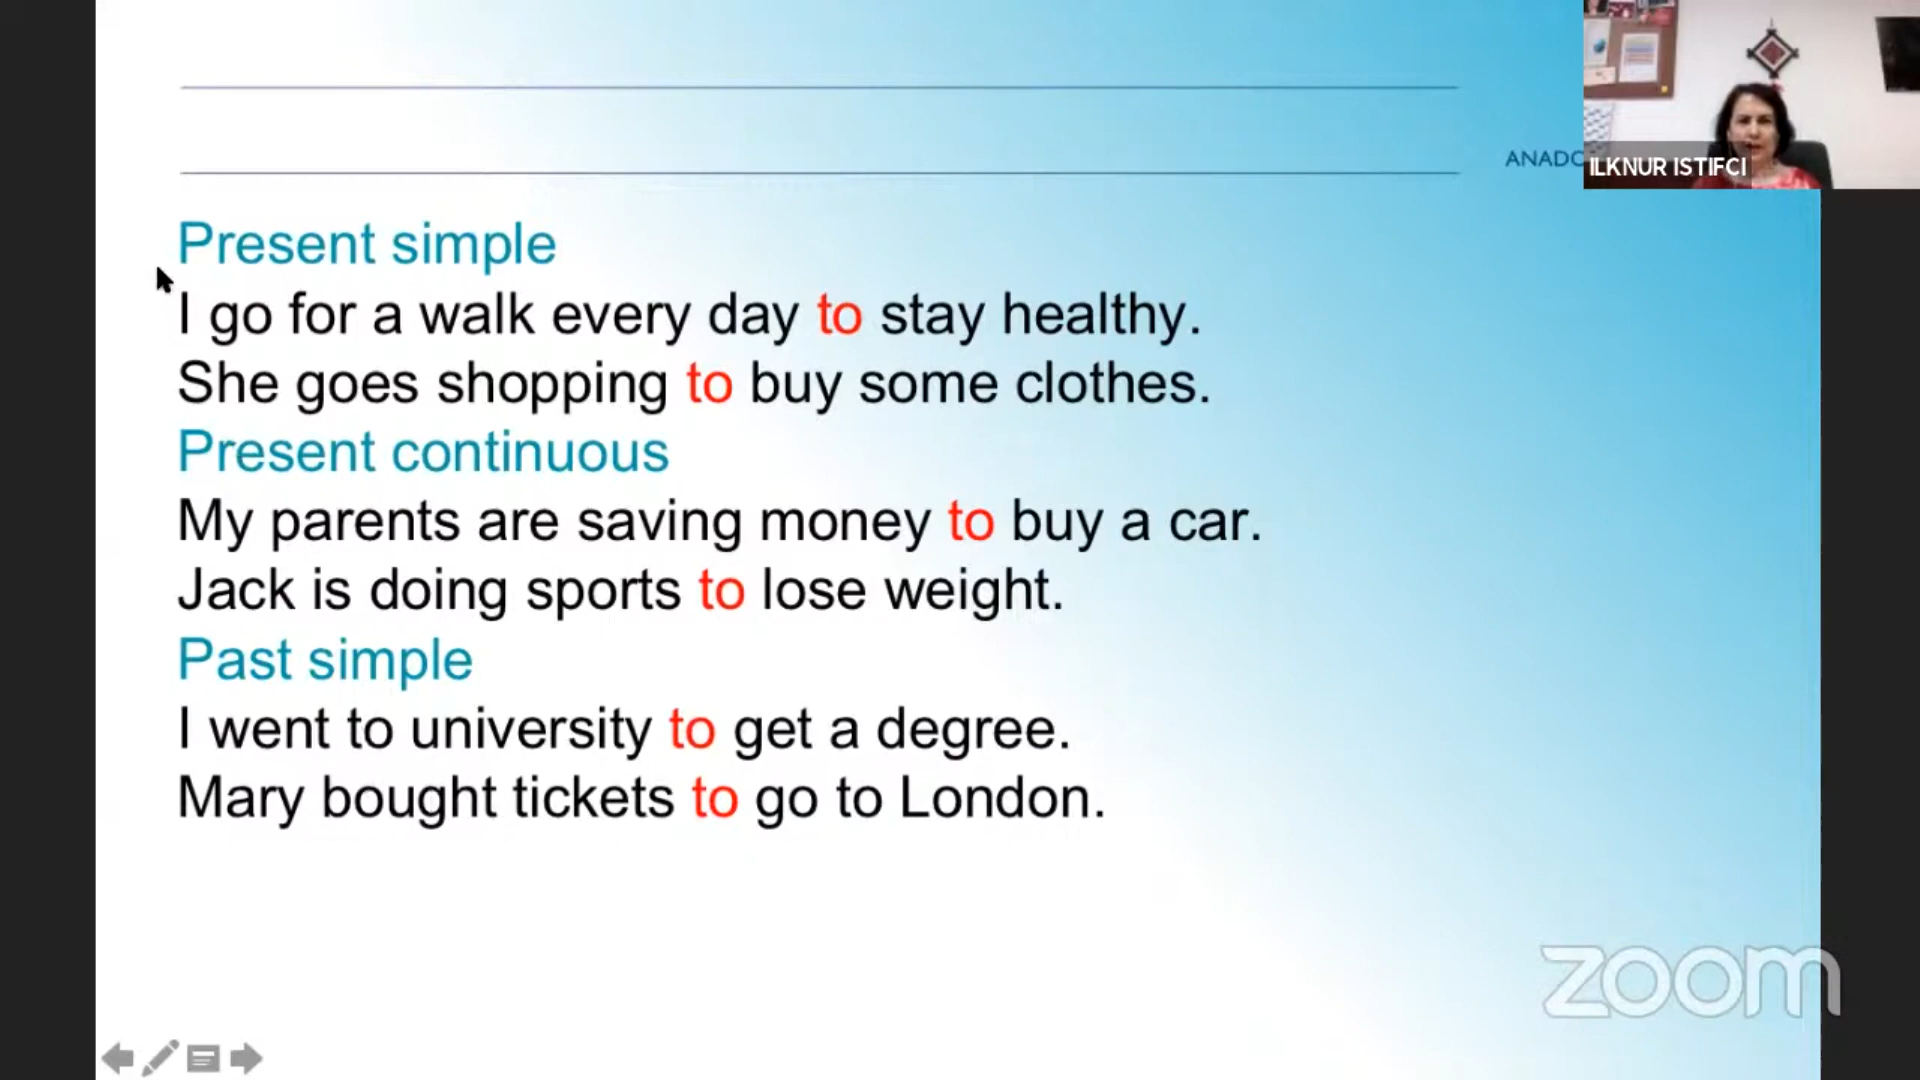 ANADO
ILKNUR ISTIFCI
Present simple
I go for a walk every day to stay healthy.
She goes shopping to buy some clothes.
Present continuous
My parents are saving money to buy a car.
Jack is doing sports to lose weight.
Past simple
I went to university to get a degree.
Mary bought tickets to go to London.
zoom